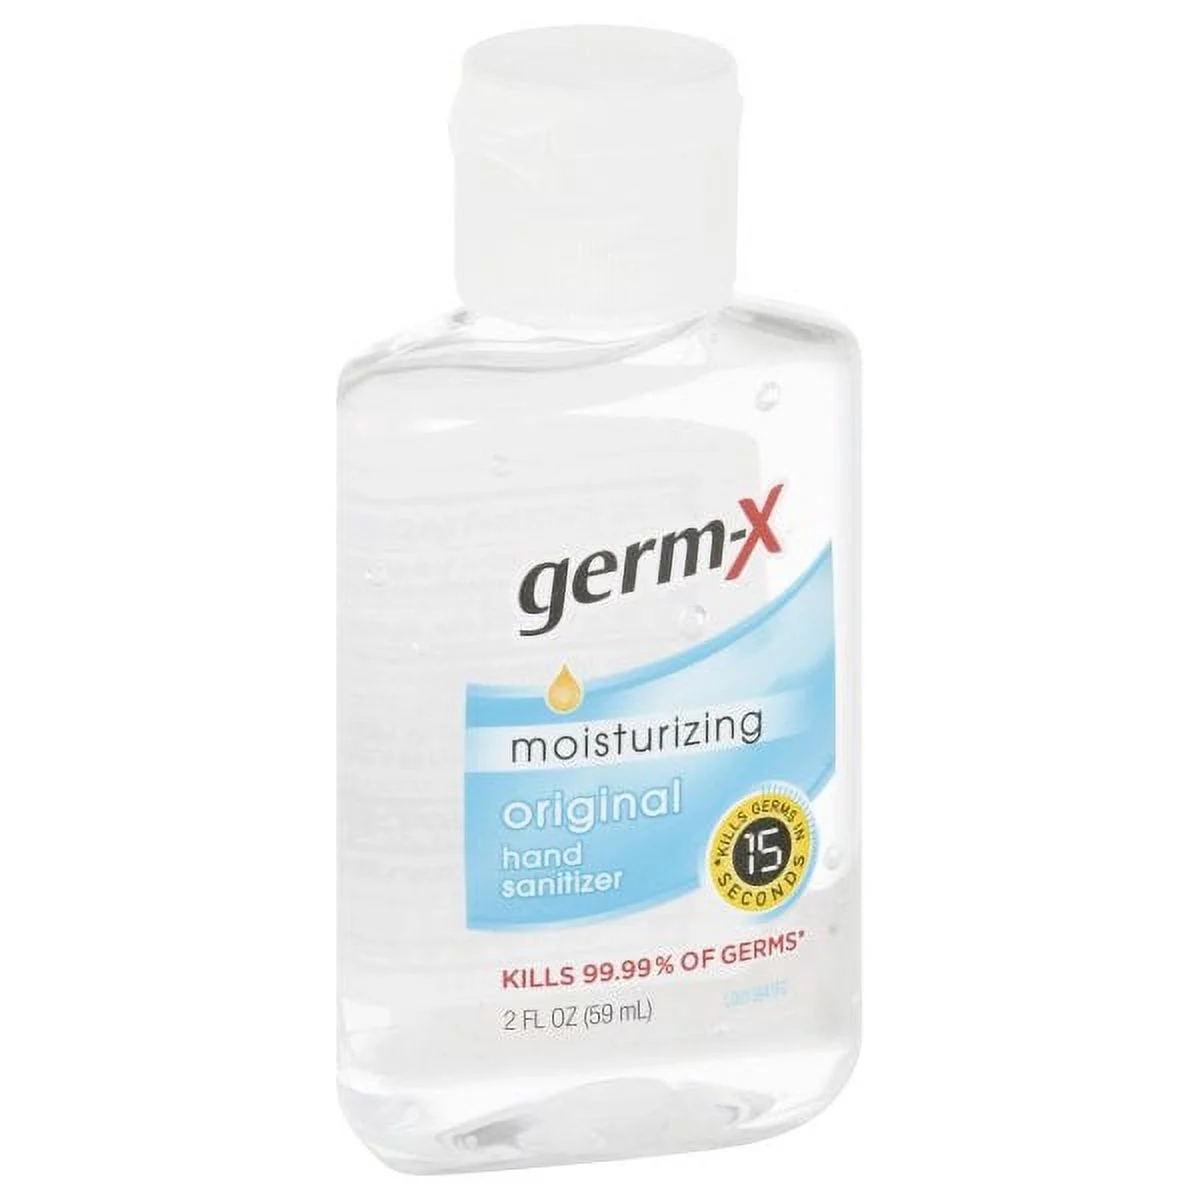 germ-x
moisturizing
original
hand
sanitizer
*KILLS GERMS IN
15
SECONDS
KILLS 99.99% OF GERMS*
2 FL OZ (59 mL)